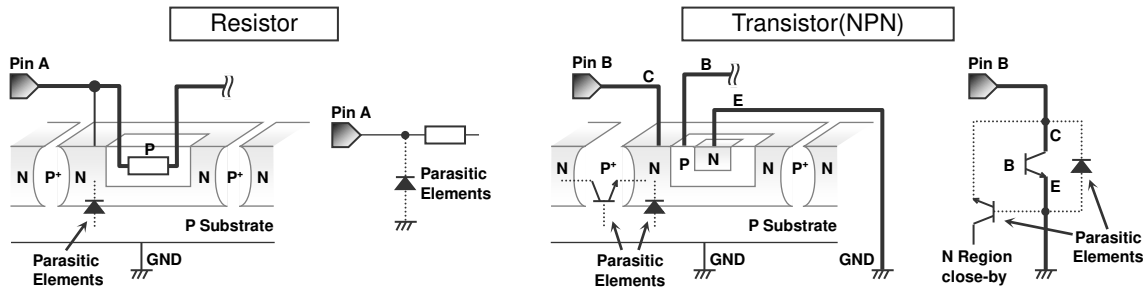 Resistor
Transistor(NPN)
Pin A
P
N
P+
N
N
P+
N
P Substrate
Parasitic
Elements
GND
Pin A
Parasitic
Elements
Pin B
C
B
E
N
P+
N
P
N
N
P+
N
P Substrate
Parasitic
Elements
GND
GND
Pin B
C
B
E
Parasitic
Elements
N Region
close-by